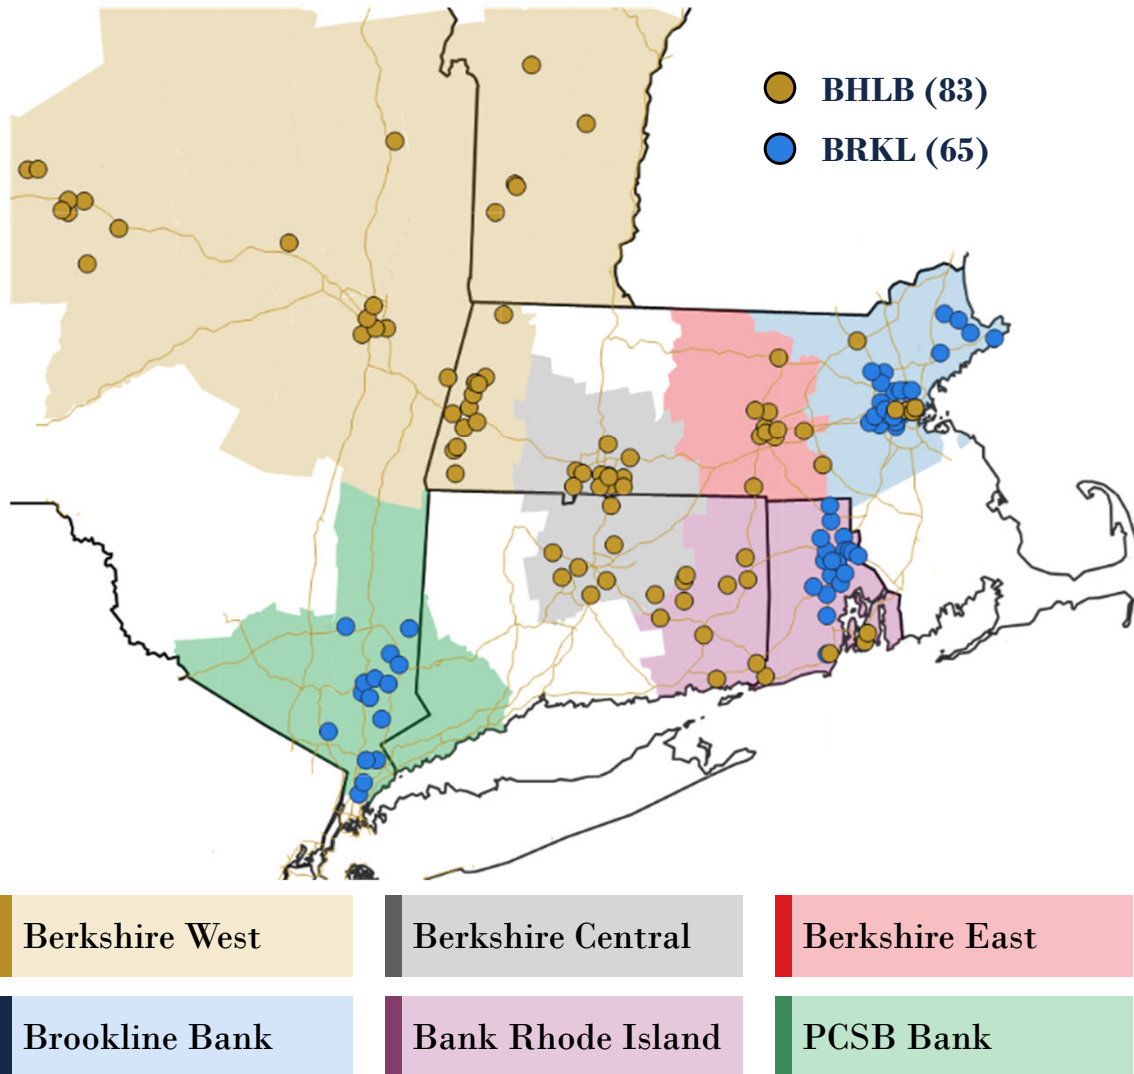 BHLB (83)
BRKL (65)
Berkshire West
Berkshire Central
Berkshire East
Brookline Bank
Bank Rhode Island
PCSB Bank